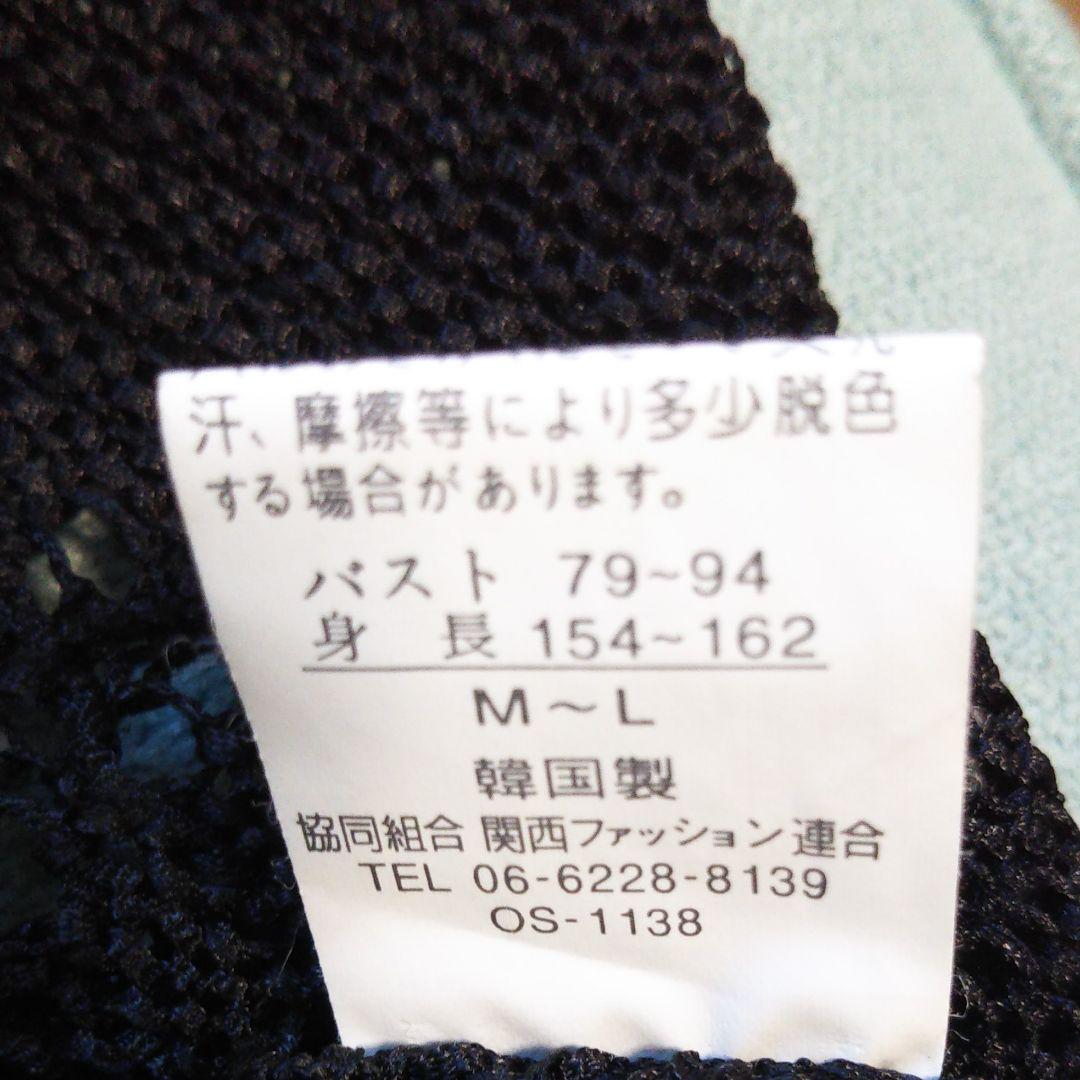 汗、摩擦等により多少脱色
する場合があります。
バスト 79~94
身 長 154~162
M～L
韓国製
協同組合 関西ファッション連合
TEL 06-6228-8139
OS-1138